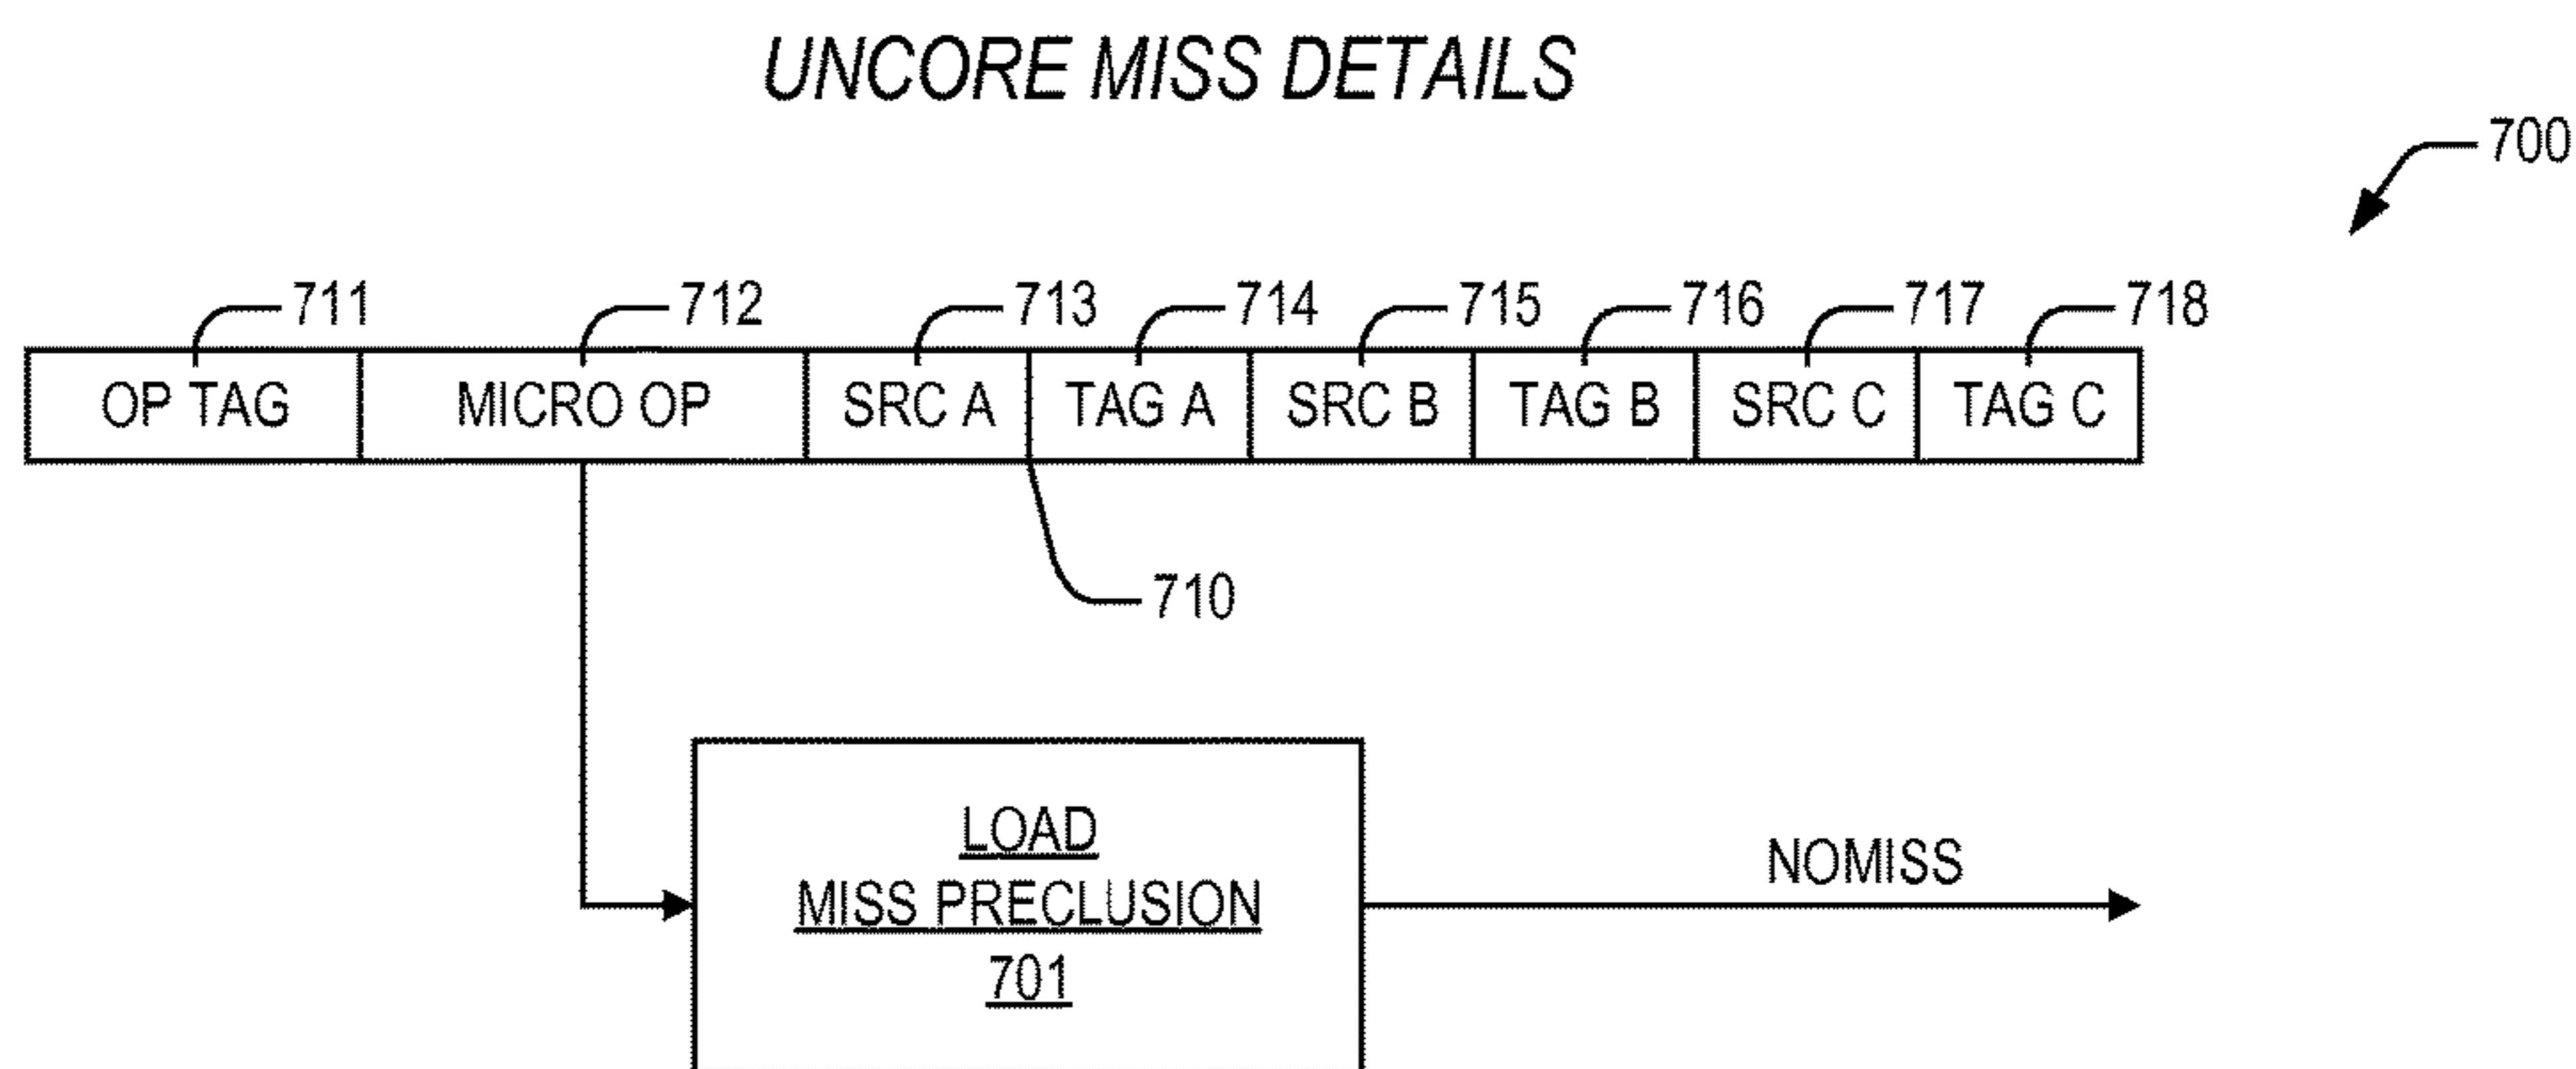 UNCORE MISS DETAILS
700
711 712 713 714 715 716 717 718
OP TAG MICRO OP SRC A TAG A SRC B TAG B SRC C TAG C
710
LOAD
MISS PRECLUSION
701
NOMISS